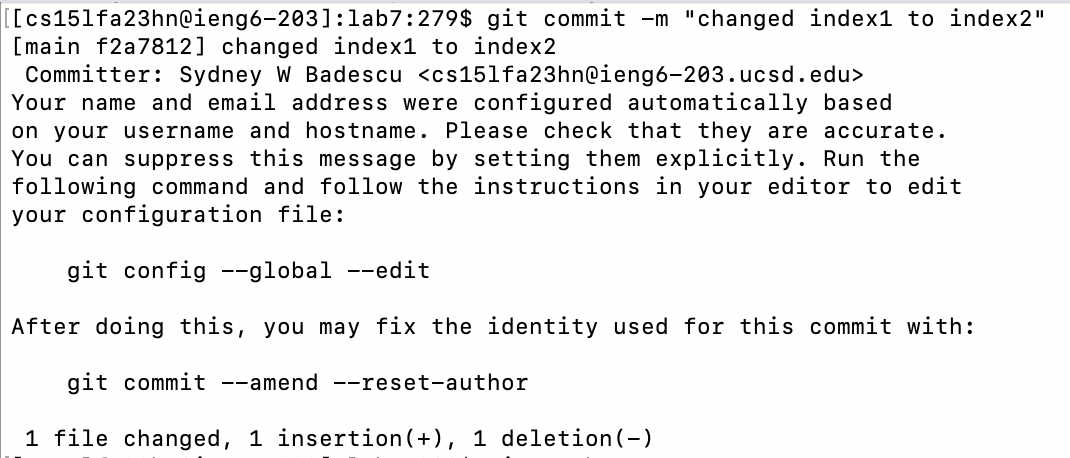 [[cs15lfa23hn@ieng6-203]:lab7:279$ git commit -m "changed index1 to index2"
[main f2a7812] changed index1 to index2
 Committer: Sydney W Badescu <cs15lfa23hn@ieng6-203.ucsd.edu>
Your name and email address were configured automatically based
on your username and hostname. Please check that they are accurate.
You can suppress this message by setting them explicitly. Run the
following command and follow the instructions in your editor to edit
your configuration file:

    git config --global --edit

After doing this, you may fix the identity used for this commit with:

    git commit --amend --reset-author

 1 file changed, 1 insertion(+), 1 deletion(-)